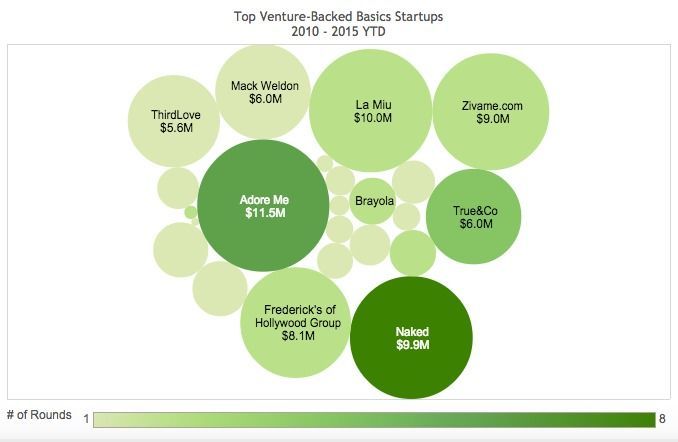 Top Venture-Backed Basics Startups
2010 - 2015 YTD
Mack Weldon
$6.0M
La Miu
$10.0M
Zivame.com
$9.0M
ThirdLove
$5.6M
Adore Me
$11.5M
Brayola
True&Co
$6.0M
Frederick's of
Hollywood Group
$8.1M
Naked
$9.9M
# of Rounds
1
8